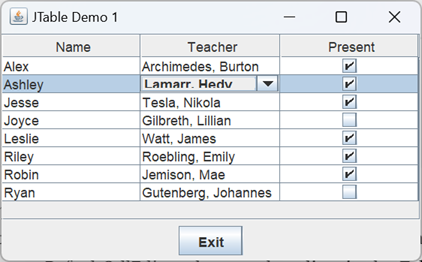 JTable Demo 1
Name Teacher Present
Alex Archimedes, Burton
Ashley Lamarr, Hedy
Jesse Tesla, Nikola
Joyce Gilbreth, Lillian
Leslie Watt, James
Riley Roebling, Emily
Robin Jemison, Mae
Ryan Gutenberg, Johannes
Exit